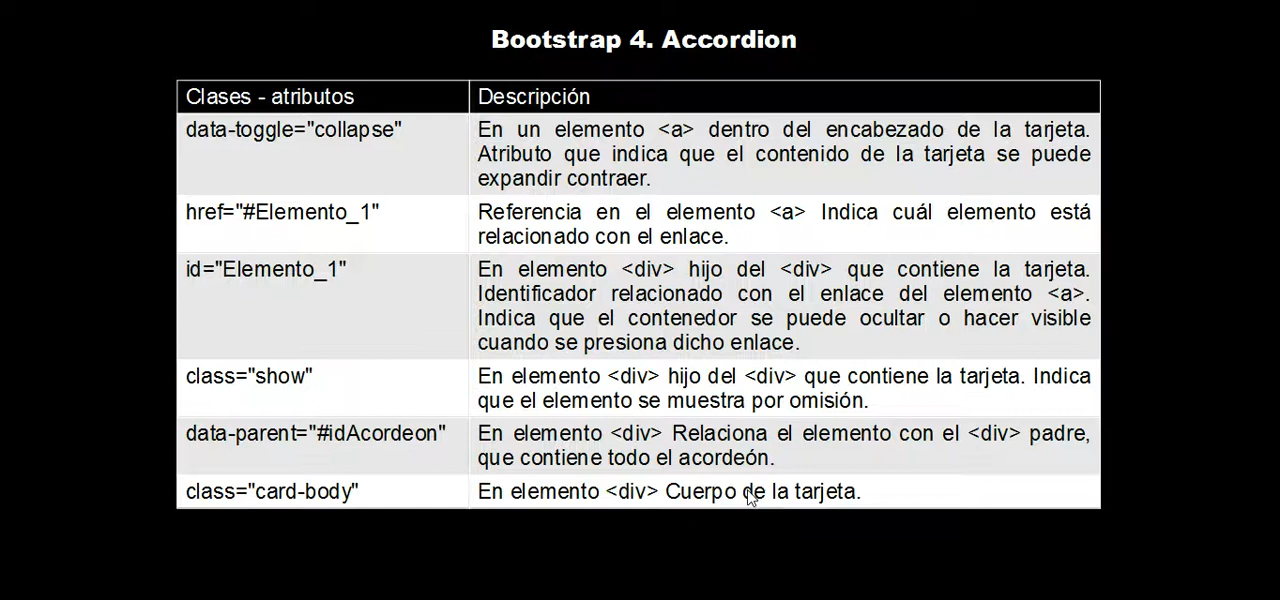 Bootstrap 4. Accordion
Clases - atributos
Descripción
data-toggle="collapse"
En un elemento <a> dentro del encabezado de la tarjeta.
Atributo que indica que el contenido de la tarjeta se puede
expandir contraer.
href="#Elemento_1"
Referencia en el elemento <a> Indica cuál elemento está
relacionado con el enlace.
id="Elemento_1"
En elemento <div> hijo del <div> que contiene la tarjeta.
Identificador relacionado con el enlace del elemento <a>.
Indica que el contenedor se puede ocultar o hacer visible
cuando se presiona dicho enlace.
class="show"
En elemento <div> hijo del <div> que contiene la tarjeta. Indica
que el elemento se muestra por omisión.
data-parent="#idAcordeon"
En elemento <div> Relaciona el elemento con el <div> padre,
que contiene todo el acordeón.
class="card-body"
En elemento <div> Cuerpo de la tarjeta.